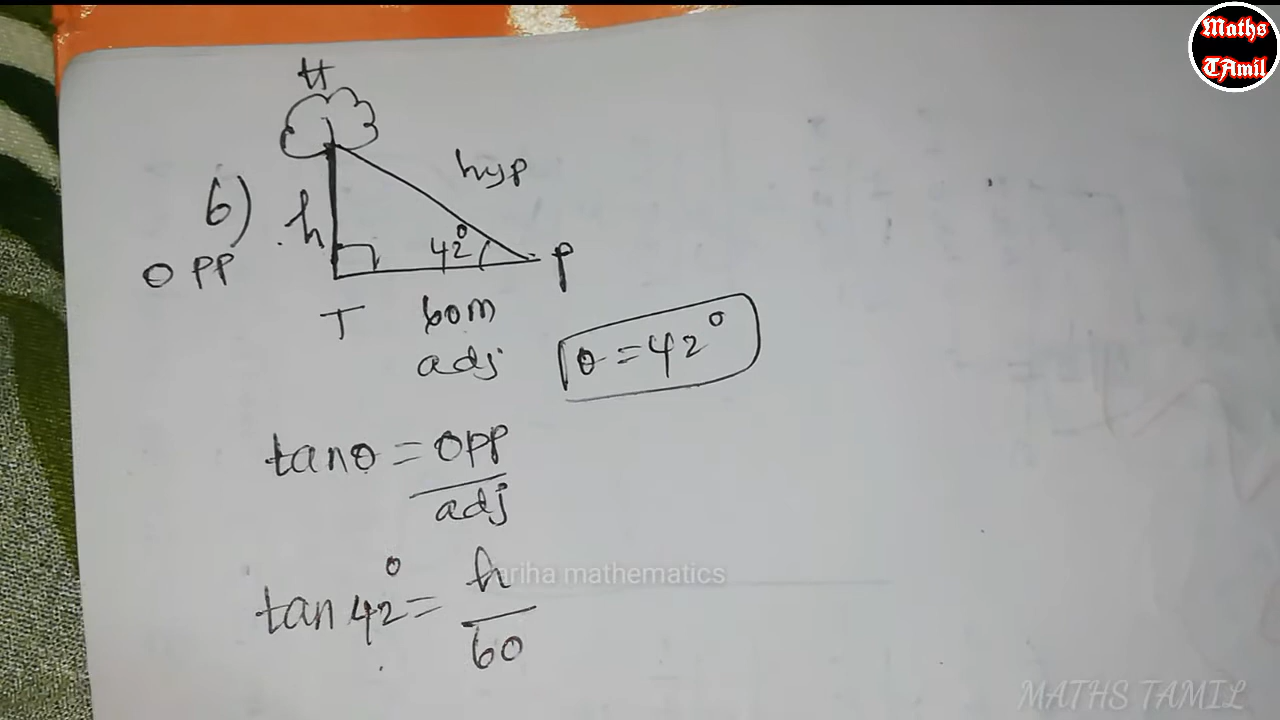 Maths
TAmil
H
hyp
6)
h
42°
opp
P
T
60m
adj
θ = 42°
tanθ = opp
adj
tan 42° = h
60
ariha mathematics
MATHS TAMIL